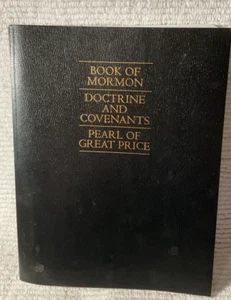 BOOK OF
MORMON
DOCTRINE
AND
COVENANTS
PEARL OF
GREAT PRICE